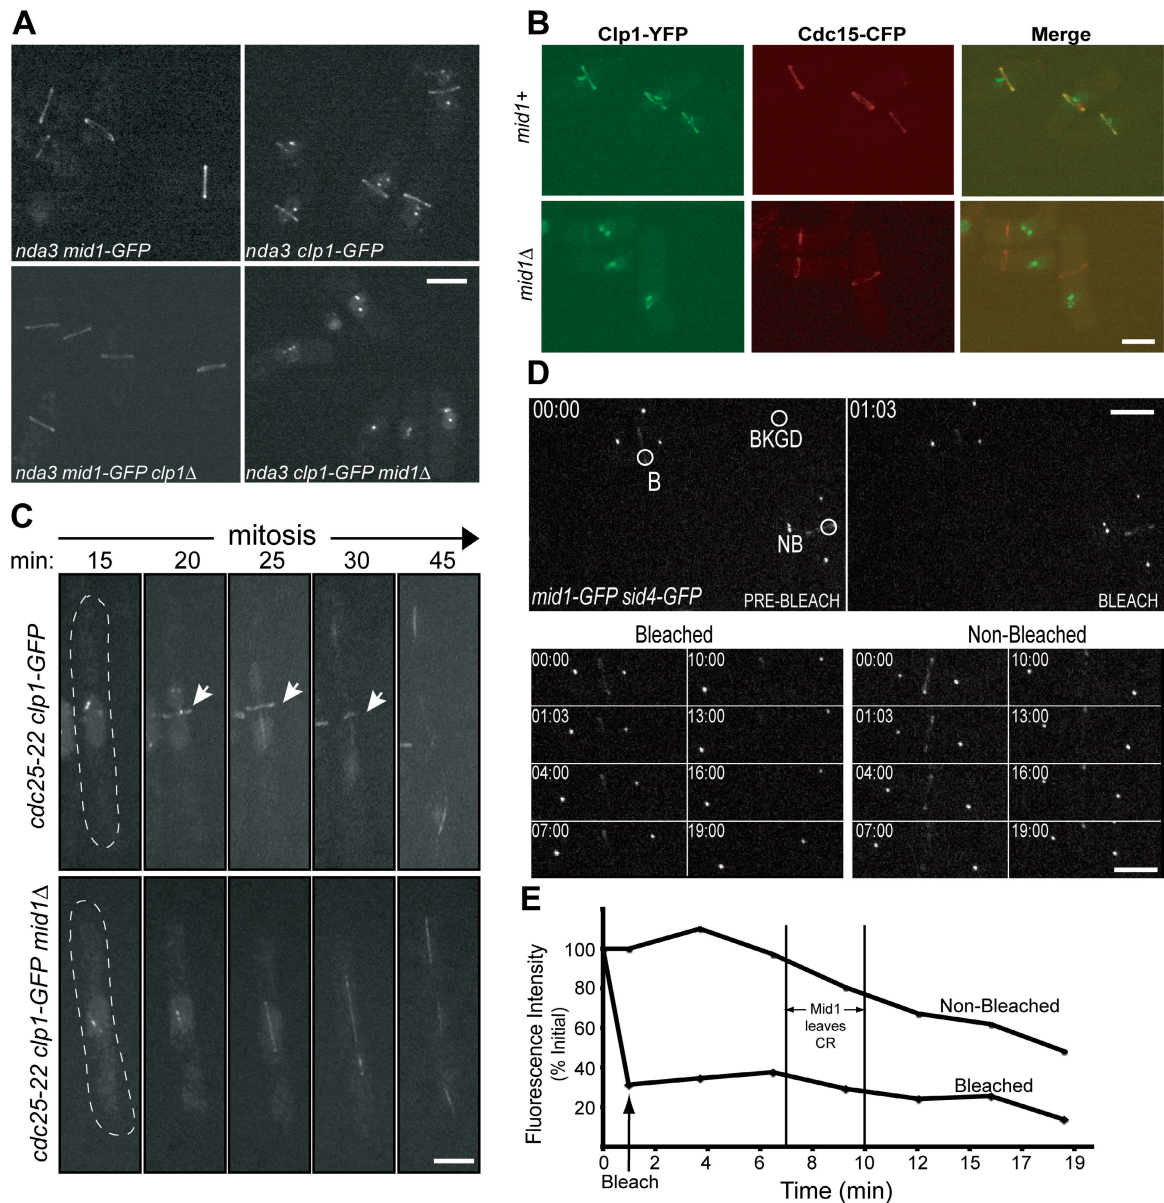 A
nda3 mid1-GFP
nda3 clp1-GFP
nda3 mid1-GFP clp1Δ
nda3 clp1-GFP mid1Δ
B
Clp1-YFP
Cdc15-CFP
Merge
mid1+
mid1Δ
C
mitosis
min: 15 20 25 30 45
cdc25-22 clp1-GFP
cdc25-22 clp1-GFP mid1Δ
D
00:00
BKGD
B
NB
mid1-GFP sid4-GFP
PRE-BLEACH
01:03
BLEACH
Bleached
00:00 10:00
01:03 13:00
04:00 16:00
07:00 19:00
Non-Bleached
00:00 10:00
01:03 13:00
04:00 16:00
07:00 19:00
E
Fluorescence Intensity
(% Initial)
100
80
60
40
20
Mid1
leaves
CR
Non-Bleached
Bleached
0 2 4 6 8 10 12 15 17 19
Bleach
Time (min)